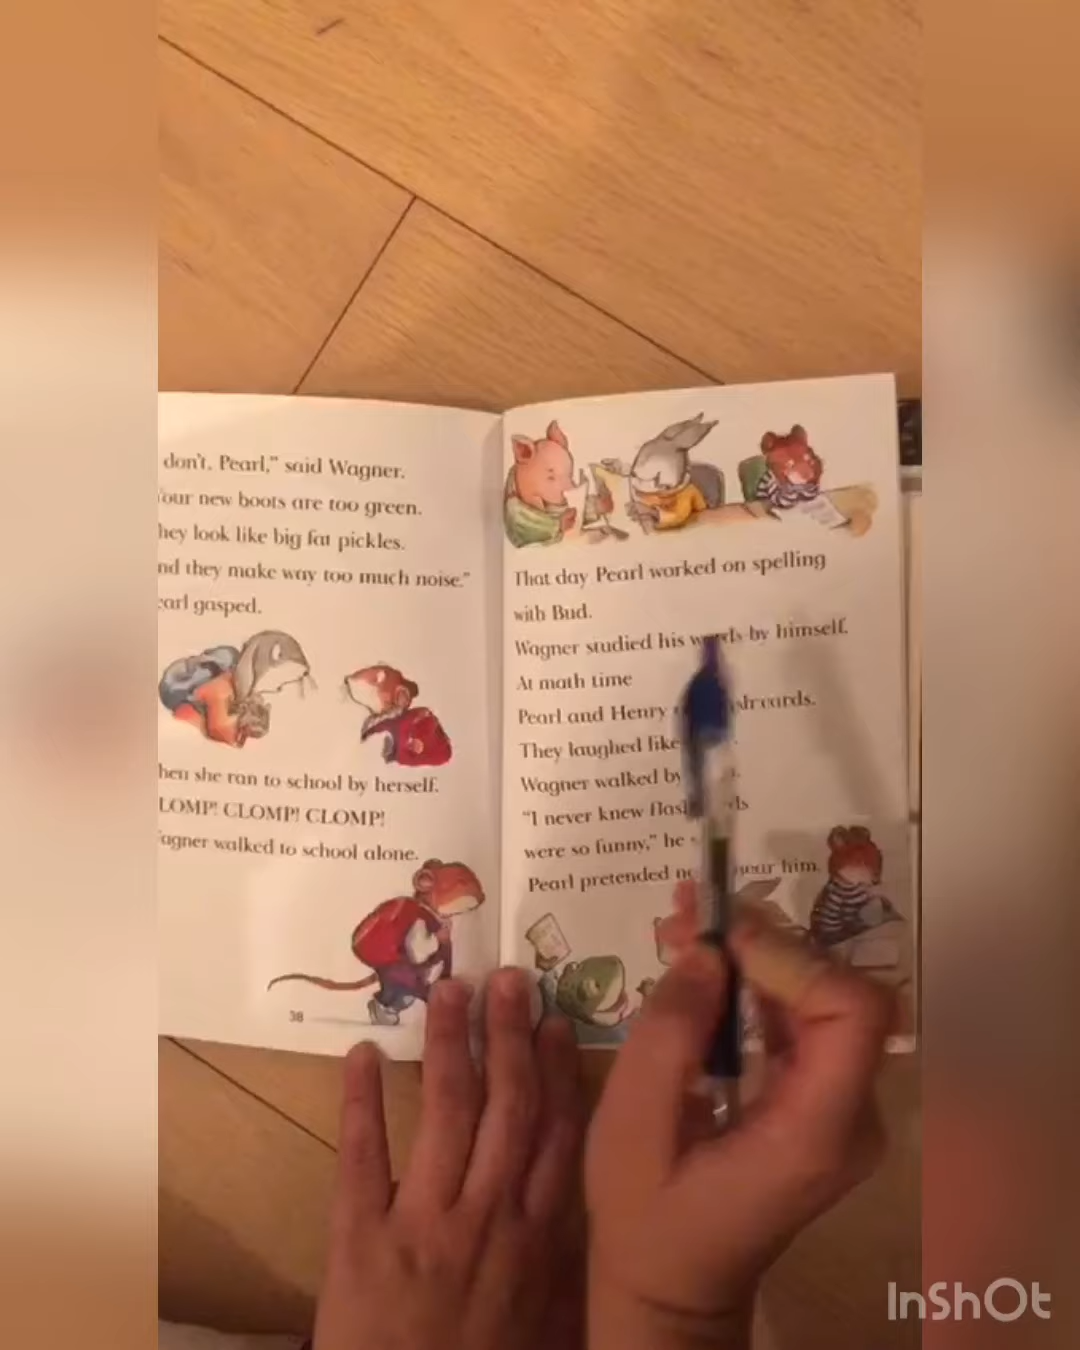 don't, Pearl," said Wagner.
our new boots are too green.
hey look like big fat pickles.
nd they make way too much noise."
earl gasped.
hen she ran to school by herself.
LOMP! CLOMP! CLOMP!
agner walked to school alone.
38
That day Pearl worked on spelling
with Bud.
Wagner studied his words by himself.
At math time
Pearl and Henry
They laughed like
Wagner walked by
"I never knew
were so funny," he
Pearl pretended hear him.
InShOt